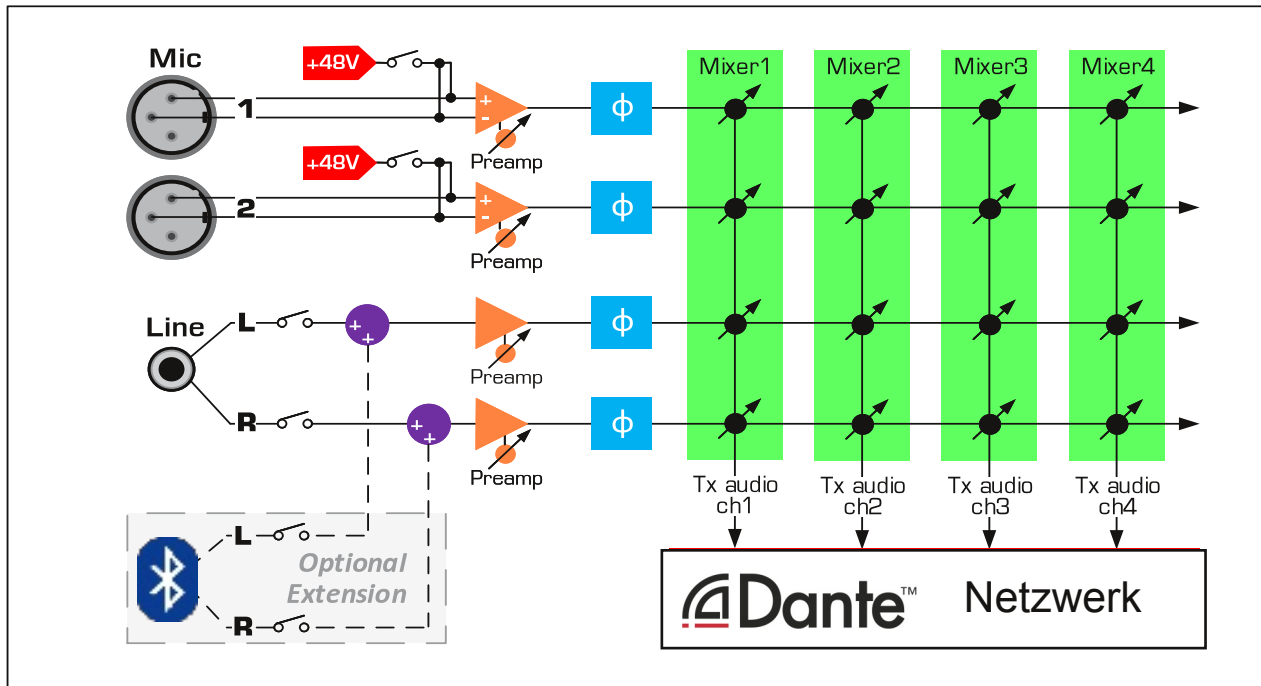 Mic
+48V
1
+ -
Preamp
ϕ
+48V
2
+ -
Preamp
ϕ
Line
L
+ +
Preamp
ϕ
R
+ +
Preamp
ϕ
Mixer1
Mixer2
Mixer3
Mixer4
Tx audio
ch1
Tx audio
ch2
Tx audio
ch3
Tx audio
ch4
L
Optional
Extension
R
Dante™ Netzwerk